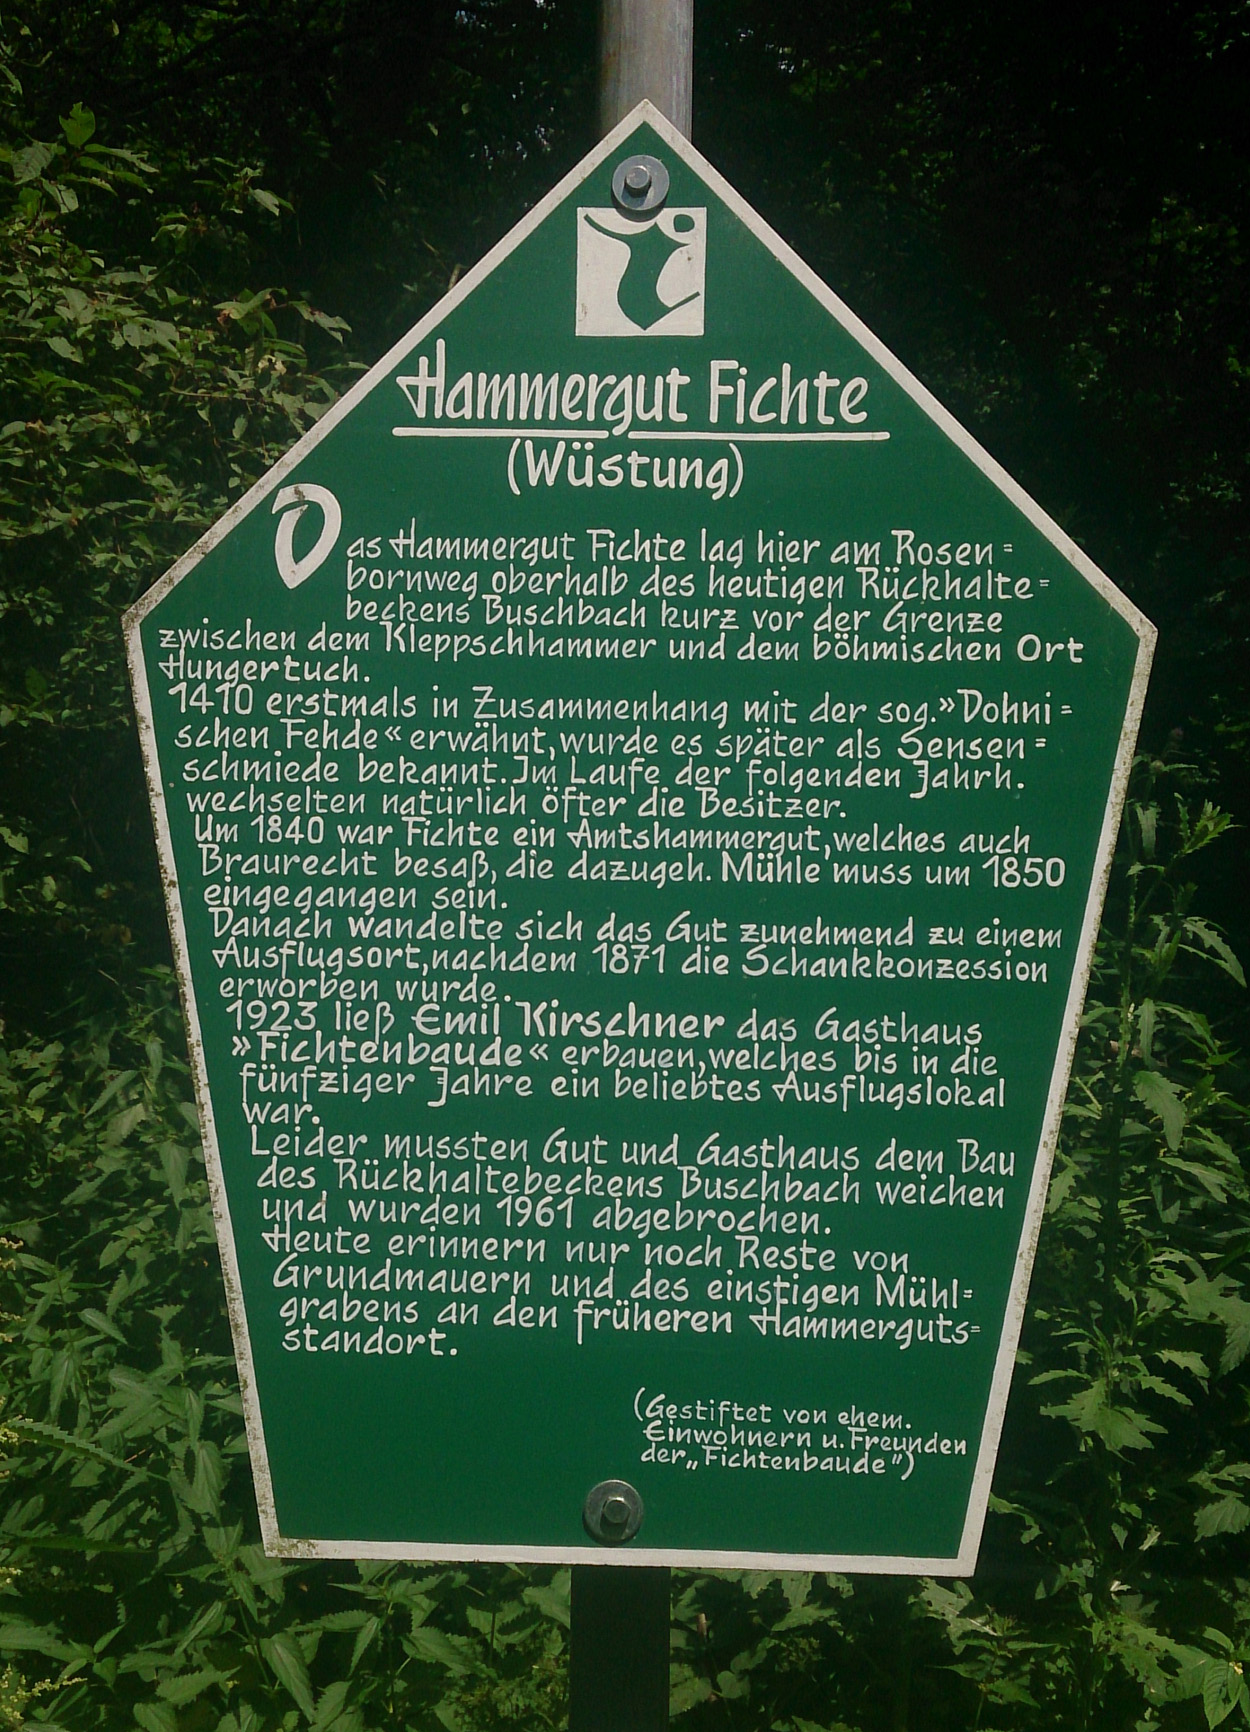 Hammergut Fichte
(Wüstung)
Das Hammergut Fichte lag hier am Rosen=
bornweg oberhalb des heutigen Rückhalte=
beckens Buschbach kurz vor der Grenze
zwischen dem Kleppschhammer und dem böhmischen Ort
Hungertuch.
1410 erstmals in Zusammenhang mit der sog. »Dohni=
schen Fehde« erwähnt, wurde es später als Sensen=
schmiede bekannt. Im Laufe der folgenden Jahrh.
wechselten natürlich öfter die Besitzer.
Um 1840 war Fichte ein Amtshammergut, welches auch
Braurecht besaß, die dazugeh. Mühle muss um 1850
eingegangen sein.
Danach wandelte sich das Gut zunehmend zu einem
Ausflugsort, nachdem 1871 die Schankkonzession
erworben wurde.
1923 ließ Emil Kirschner das Gasthaus
»Fichtenbaude« erbauen, welches bis in die
fünfziger Jahre ein beliebtes Ausflugslokal
war.
Leider mussten Gut und Gasthaus dem Bau
des Rückhaltebeckens Buschbach weichen
und wurden 1961 abgebrochen.
Heute erinnern nur noch Reste von
Grundmauern und des einstigen Mühl=
grabens an den früheren Hammerguts=
standort.
(Gestiftet von ehem.
Einwohnern u. Freunden
der „Fichtenbaude")